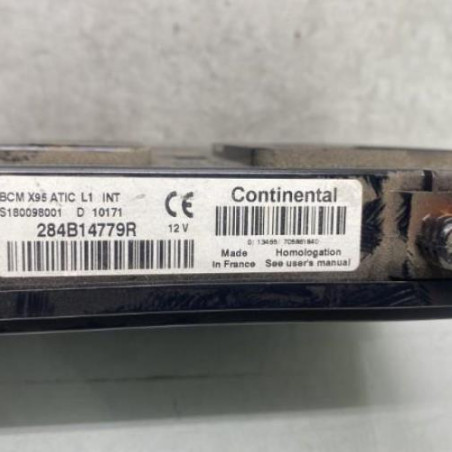 BCM X95 ATIC L1 INT
S180098001 D 10171
284B14779R
12 V
CE
Continental
Made in France
Homologation
See user's manual